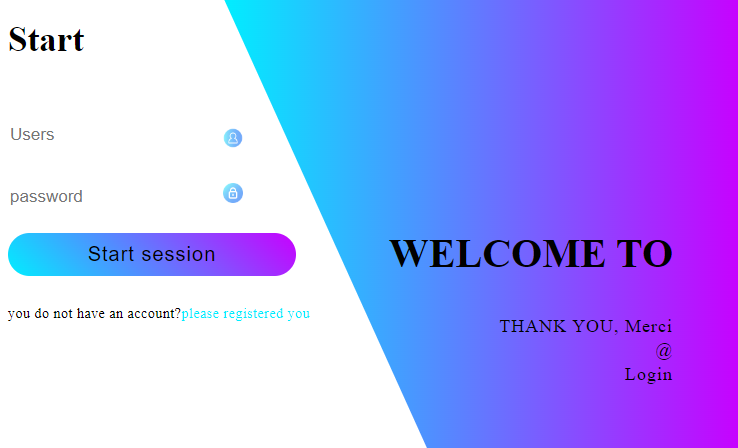 Start
Users
password
Start session
you do not have an account?please registered you
WELCOME TO
THANK YOU, Merci
@
Login